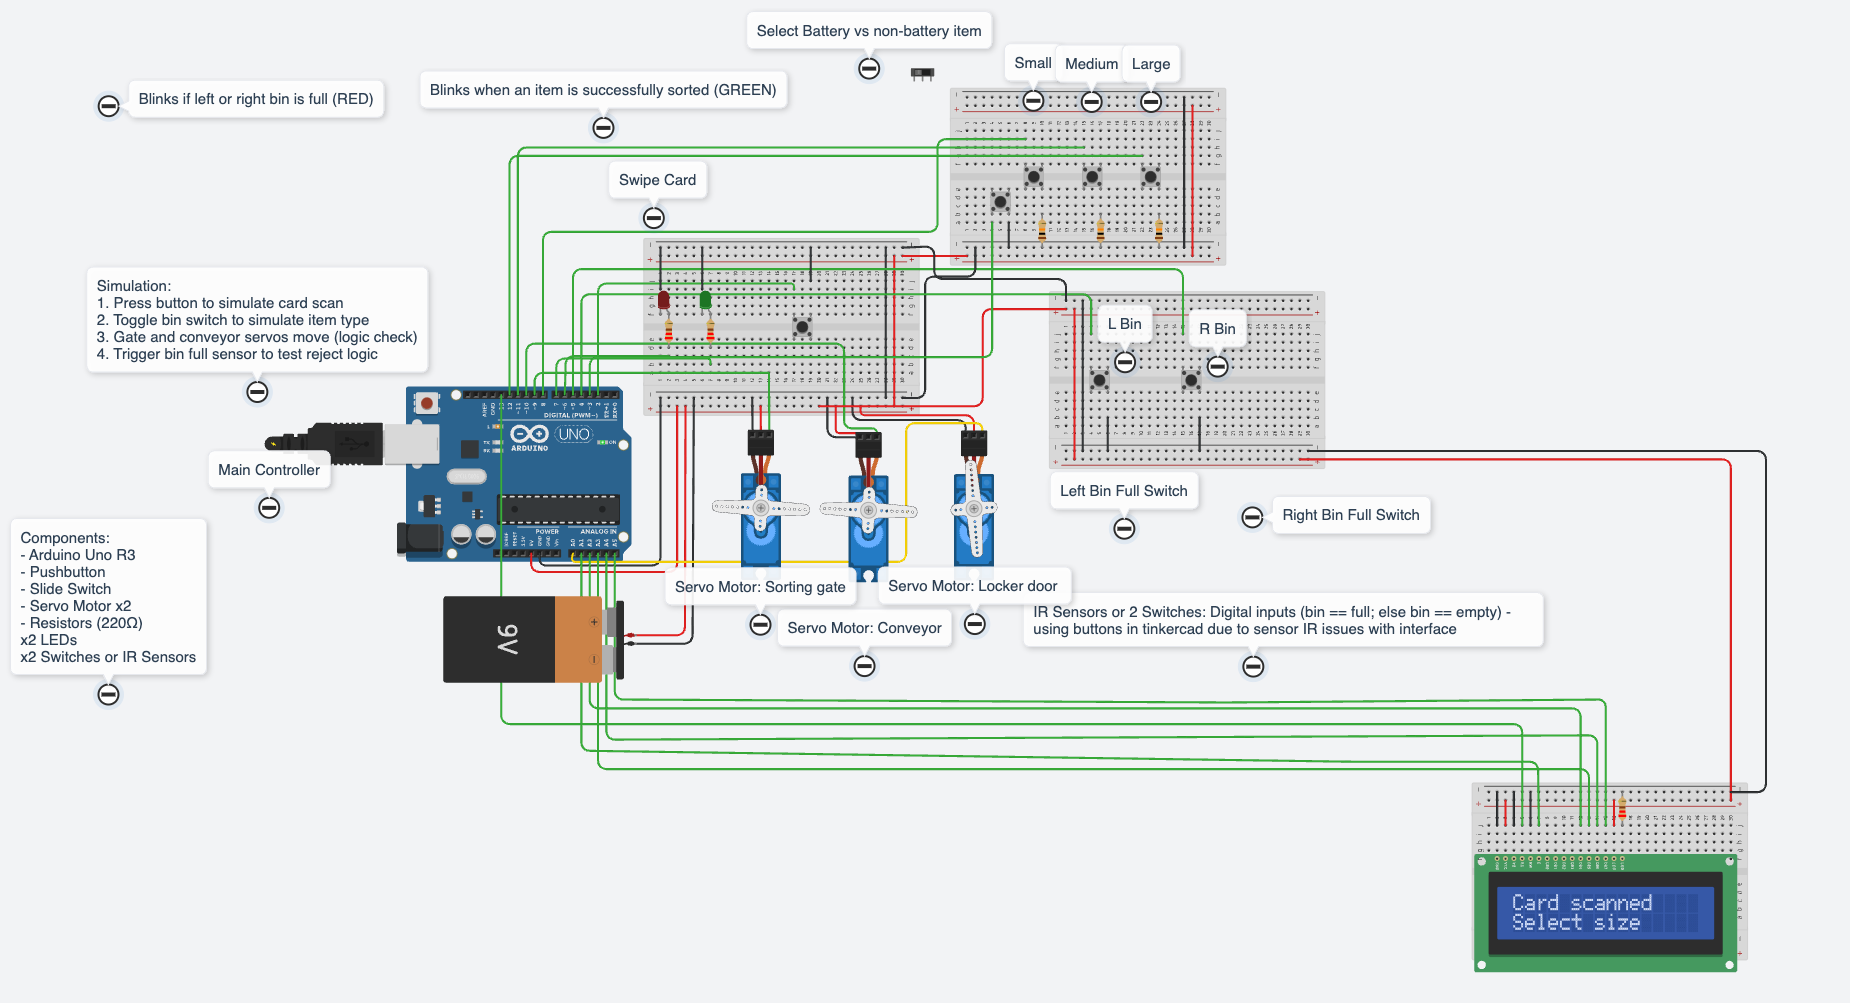 Select Battery vs non-battery item
Small
Medium
Large
Blinks if left or right bin is full (RED)
Blinks when an item is successfully sorted (GREEN)
Swipe Card
Simulation:
1. Press button to simulate card scan
2. Toggle bin switch to simulate item type
3. Gate and conveyor servos move (logic check)
4. Trigger bin full sensor to test reject logic
L Bin
R Bin
DIGITAL (PWM~)
UNO
ARDUINO
ON
POWER
ANALOG IN
Main Controller
Left Bin Full Switch
Right Bin Full Switch
Components:
- Arduino Uno R3
- Pushbutton
- Slide Switch
- Servo Motor x2
- Resistors (220Ω)
x2 LEDs
x2 Switches or IR Sensors
9V
Servo Motor: Sorting gate
Servo Motor: Locker door
Servo Motor: Conveyor
IR Sensors or 2 Switches: Digital inputs (bin == full; else bin == empty) -
using buttons in tinkercad due to sensor IR issues with interface
Card scanned
Select size